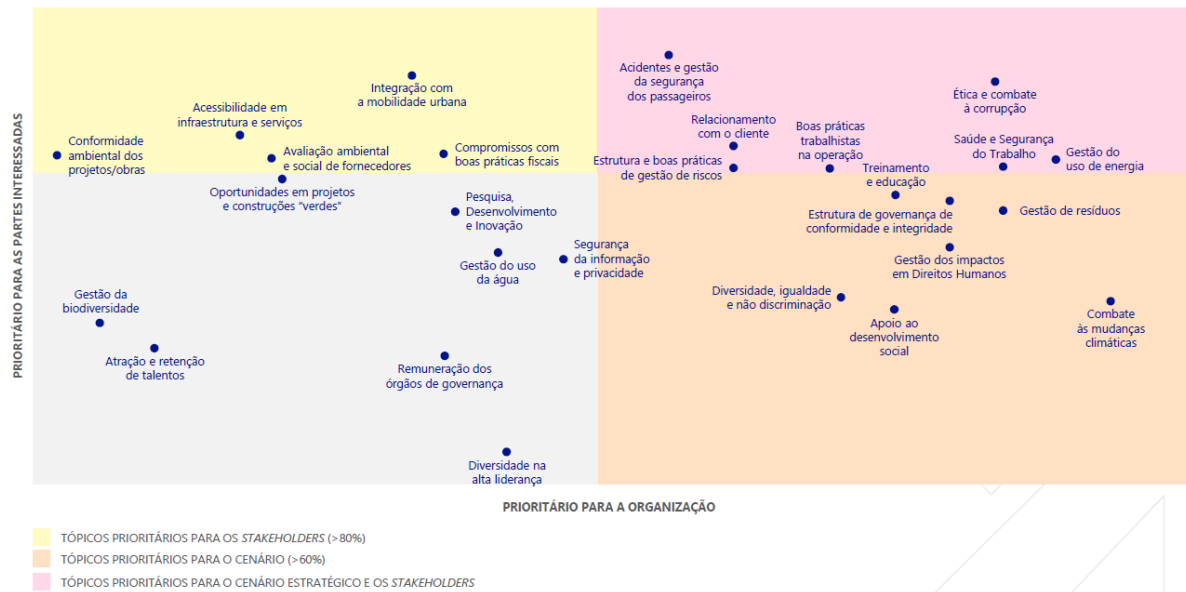 PRIORITÁRIO PARA AS PARTES INTERESSADAS
Acidentes e gestão
da segurança
dos passageiros
Integração com
a mobilidade urbana
Ética e combate
à corrupção
Acessibilidade em
infraestrutura e serviços
Relacionamento
com o cliente
Boas práticas
trabalhistas
na operação
Conformidade
ambiental dos
projetos/obras
Avaliação ambiental
e social de fornecedores
Compromissos com
boas práticas fiscais
Estrutura e boas práticas
de gestão de riscos
Saúde e Segurança
do Trabalho
Gestão do
uso de energia
Treinamento
e educação
Oportunidades em projetos
e construções “verdes”
Pesquisa,
Desenvolvimento
e Inovação
Estrutura de governança de
conformidade e integridade
Gestão de resíduos
Segurança
da informação
e privacidade
Gestão do uso
da água
Gestão dos impactos
em Direitos Humanos
Gestão da
biodiversidade
Diversidade, igualdade
e não discriminação
Apoio ao
desenvolvimento
social
Combate
às mudanças
climáticas
Atração e retenção
de talentos
Remuneração dos
órgãos de governança
Diversidade na
alta liderança
PRIORITÁRIO PARA A ORGANIZAÇÃO
TÓPICOS PRIORITÁRIOS PARA OS STAKEHOLDERS (>80%)
TÓPICOS PRIORITÁRIOS PARA O CENÁRIO (>60%)
TÓPICOS PRIORITÁRIOS PARA O CENÁRIO ESTRATÉGICO E OS STAKEHOLDERS